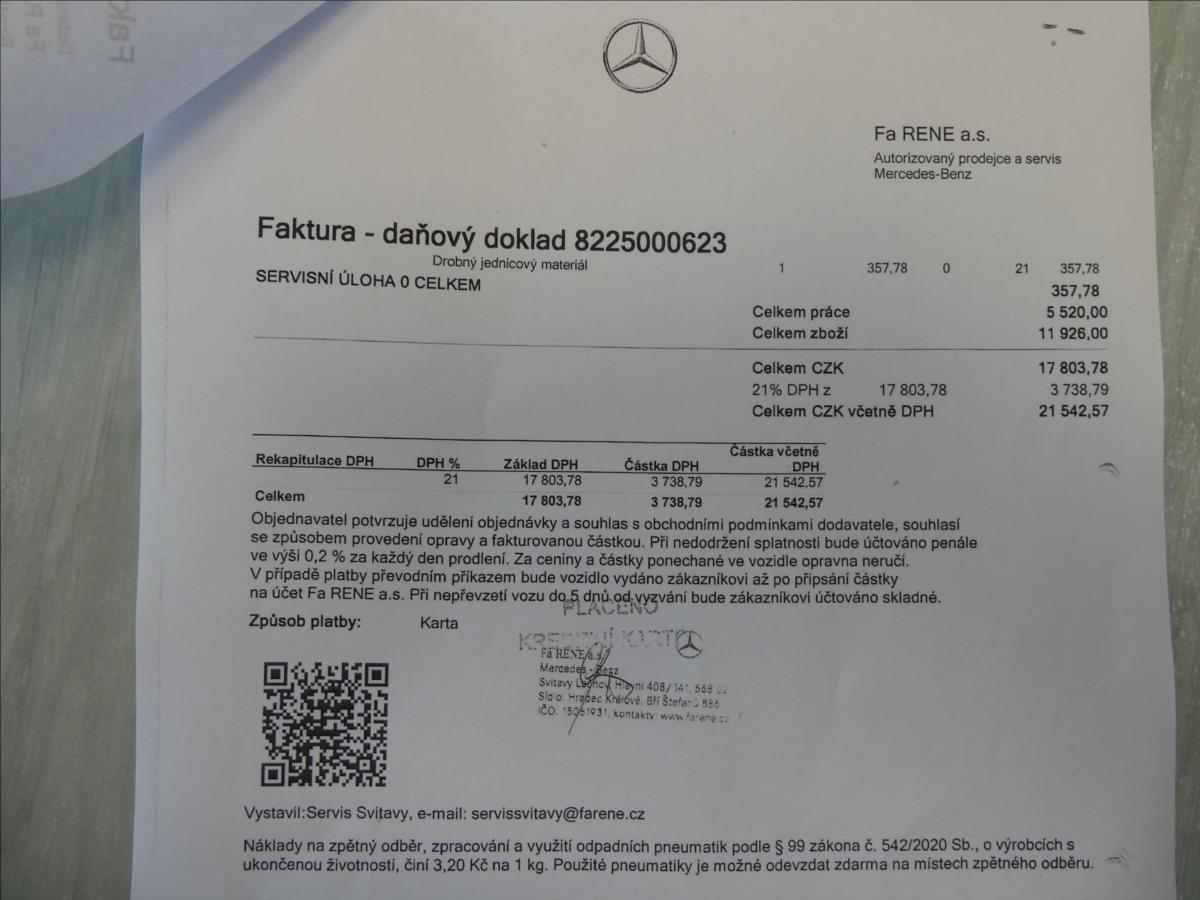 Fa RENE a.s.
Autorizovaný prodejce a servis
Mercedes-Benz
Faktura - daňový doklad 8225000623
Drobný jednicový materiál 1 357,78 0 21 357,78
SERVISNÍ ÚLOHA 0 CELKEM 357,78
Celkem práce 5 520,00
Celkem zboží 11 926,00
Celkem CZK 17 803,78
21% DPH z 17 803,78 3 738,79
Celkem CZK včetně DPH 21 542,57
Rekapitulace DPH DPH % Základ DPH Částka DPH Částka včetně DPH
21 17 803,78 3 738,79 21 542,57
Celkem 17 803,78 3 738,79 21 542,57
Objednavatel potvrzuje udělení objednávky a souhlas s obchodními podmínkami dodavatele, souhlasí
se způsobem provedení opravy a fakturovanou částkou. Při nedodržení splatnosti bude účtováno penále
ve výši 0,2 % za každý den prodlení. Za ceniny a částky ponechané ve vozidle opravna neručí.
V případě platby převodním příkazem bude vozidlo vydáno zákazníkovi až po připsání částky
na účet Fa RENE a.s. Při nepřevzetí vozu do 5 dnů od vyzvání bude zákazníkovi účtováno skladné.
PLACENO
Způsob platby: Karta
KREDITNÍ KARTOU
Fa RENE a.s.
Mercedes - Benz
Svitavy Lánový, Hlavní 408/141, 568 02
Sídlo: Hradec Králové, Bří Štefanů 886
IČO: 15051931, kontakty: www.farene.cz
Vystavil:Servis Svitavy, e-mail: servissvitavy@farene.cz
Náklady na zpětný odběr, zpracování a využití odpadních pneumatik podle § 99 zákona č. 542/2020 Sb., o výrobcích s
ukončenou životností, činí 3,20 Kč na 1 kg. Použité pneumatiky je možné odevzdat zdarma na místech zpětného odběru.